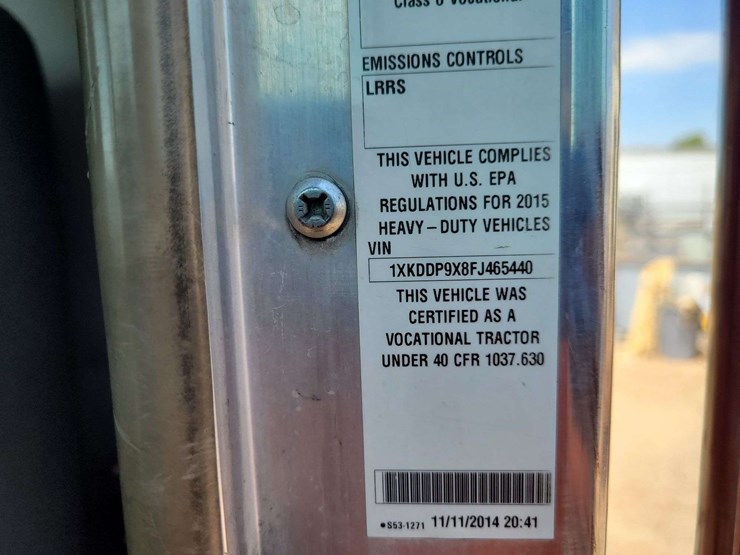 EMISSIONS CONTROLS
LRRS
THIS VEHICLE COMPLIES
WITH U.S. EPA
REGULATIONS FOR 2015
HEAVY – DUTY VEHICLES
VIN
1XKDDP9X8FJ465440
THIS VEHICLE WAS
CERTIFIED AS A
VOCATIONAL TRACTOR
UNDER 40 CFR 1037.630
•S53-1271 11/11/2014 20:41